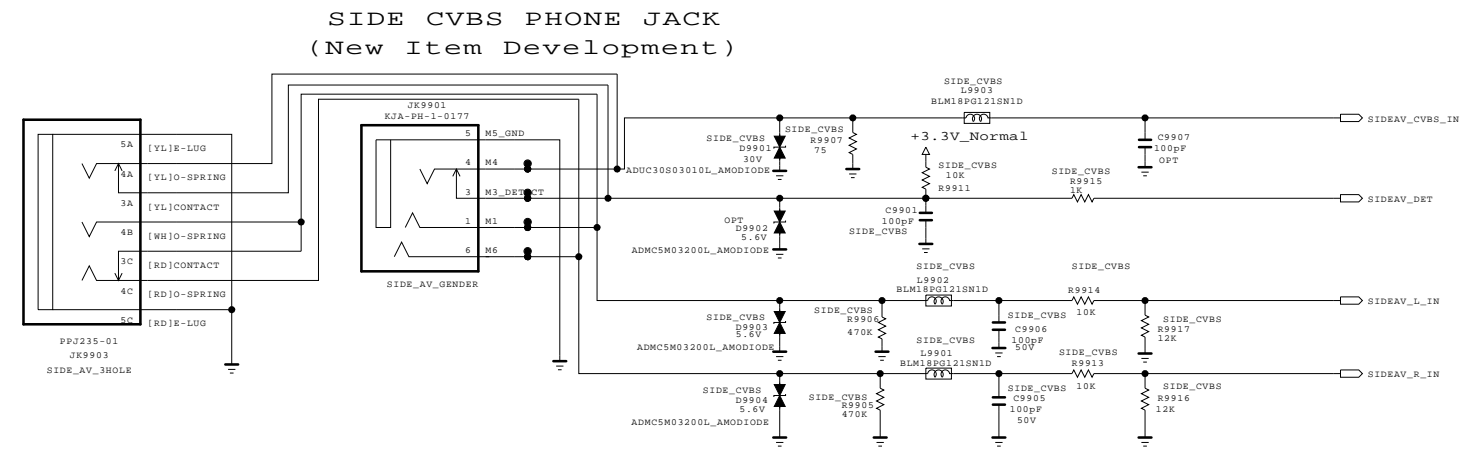 SIDE CVBS PHONE JACK
(New Item Development)
5A
[YL]E-LUG
4A
[YL]O-SPRING
3A
[YL]CONTACT
4B
[WH]O-SPRING
3C
[RD]CONTACT
4C
[RD]O-SPRING
5C
[RD]E-LUG
PPJ235-01
JK9903
SIDE_AV_3HOLE
JK9901
KJA-PH-1-0177
5
M5_GND
4
M4
3
M3_DETECT
1
M1
6
M6
SIDE_AV_GENDER
SIDE_CVBS
D9901
30V
ADUC30S03010L_AMODIODE
SIDE_CVBS
R9907
75
SIDE_CVBS
L9903
BLM18PG121SN1D
C9907
100pF
OPT
SIDEAV_CVBS_IN
+3.3V_Normal
SIDE_CVBS
10K
R9911
OPT
D9902
5.6V
ADMC5M03200L_AMODIODE
C9901
100pF
SIDE_CVBS
SIDE_CVBS
R9915
1K
SIDEAV_DET
SIDE_CVBS
D9903
5.6V
ADMC5M03200L_AMODIODE
SIDE_CVBS
R9906
470K
SIDE_CVBS
L9902
BLM18PG121SN1D
SIDE_CVBS
C9906
100pF
50V
SIDE_CVBS
R9914
10K
SIDE_CVBS
R9917
12K
SIDEAV_L_IN
SIDE_CVBS
D9904
5.6V
ADMC5M03200L_AMODIODE
SIDE_CVBS
R9905
470K
SIDE_CVBS
L9901
BLM18PG121SN1D
SIDE_CVBS
C9905
100pF
50V
SIDE_CVBS
R9913
10K
SIDE_CVBS
R9916
12K
SIDEAV_R_IN